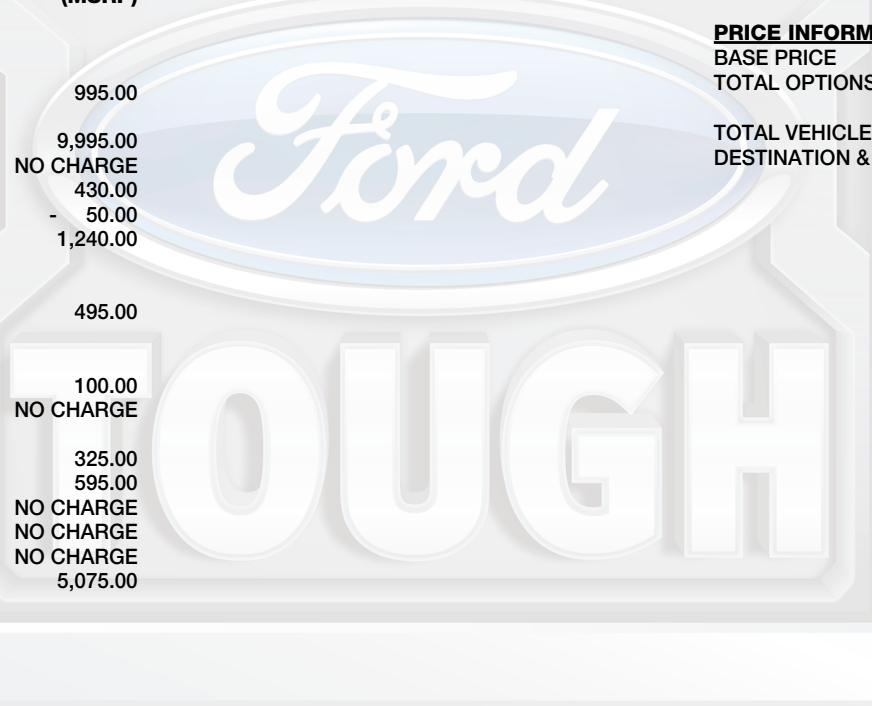 (MSRP)
995.00
9,995.00
NO CHARGE
430.00
- 50.00
1,240.00
495.00
100.00
NO CHARGE
325.00
595.00
NO CHARGE
NO CHARGE
NO CHARGE
5,075.00
PRICE INFORM
BASE PRICE
TOTAL OPTIONS
TOTAL VEHICLE
DESTINATION &
Ford
TOUGH